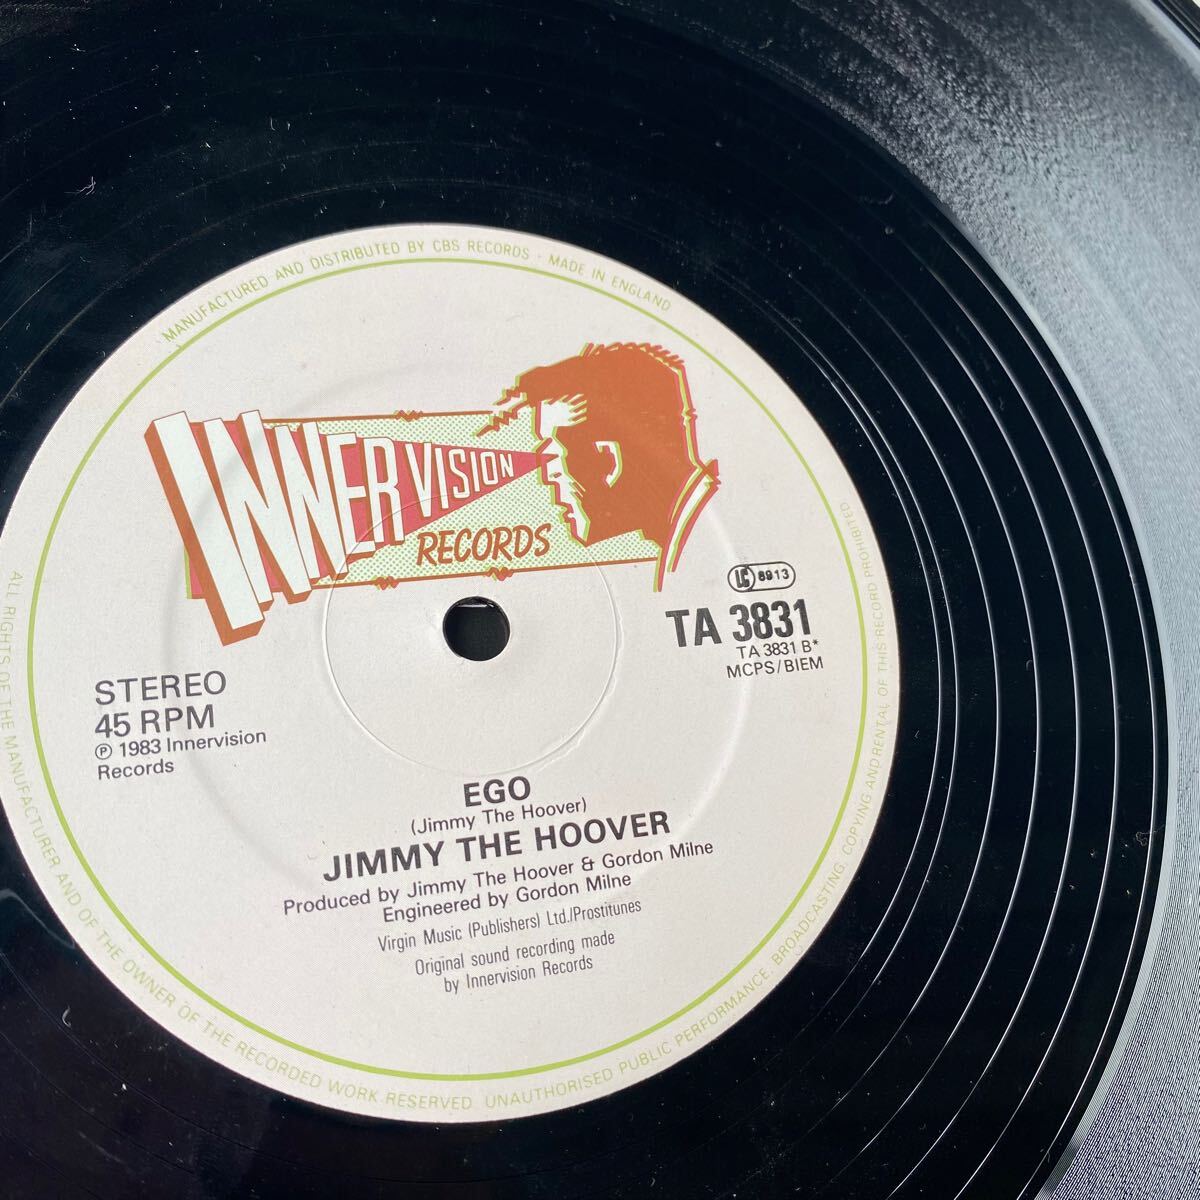 MANUFACTURED AND DISTRIBUTED BY CBS RECORDS · MADE IN ENGLAND
INNERVISION
RECORDS
LC 8913
TA 3831
TA 3831 B*
MCPS/BIEM
STEREO
45 RPM
℗ 1983 Innervision
Records
EGO
(Jimmy The Hoover)
JIMMY THE HOOVER
Produced by Jimmy The Hoover & Gordon Milne
Engineered by Gordon Milne
Virgin Music (Publishers) Ltd./Prostitunes
Original sound recording made
by Innervision Records
ALL RIGHTS OF THE MANUFACTURER AND OF THE OWNER OF THE RECORDED WORK RESERVED UNAUTHORISED PUBLIC PERFORMANCE, BROADCASTING, COPYING AND RENTAL OF THIS RECORD PROHIBITED